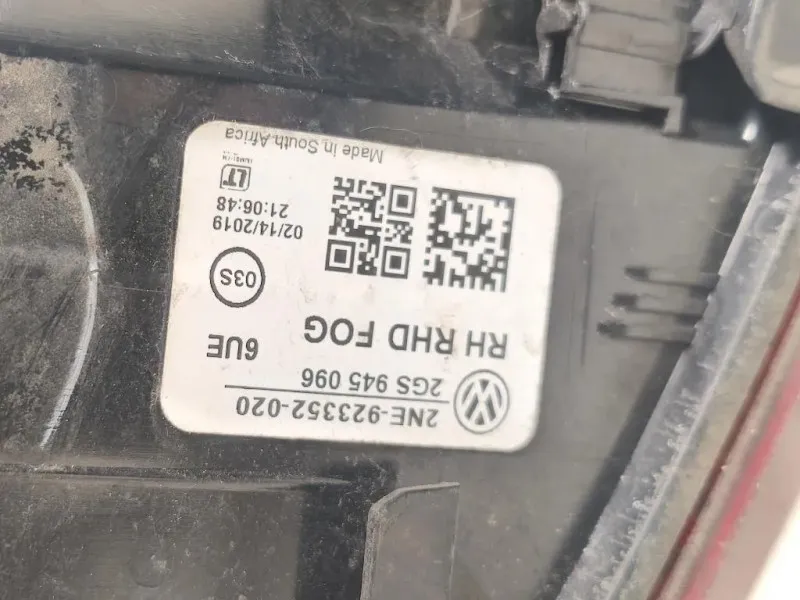 2NE-923352-020
2GS 945 096
6UE
RH RHD FOG
03S
02/14/2019
21:06:48
LT
Made in South Africa